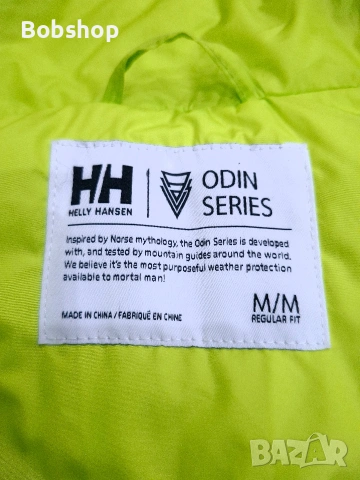 Bobshop
HH
HELLY HANSEN
ODIN
SERIES
Inspired by Norse mythology, the Odin Series is developed
with, and tested by mountain guides around the world.
We believe it's the most purposeful weather protection
available to mortal man!
MADE IN CHINA / FABRIQUÉ EN CHINE
M/M
REGULAR FIT
BAZAR
bg